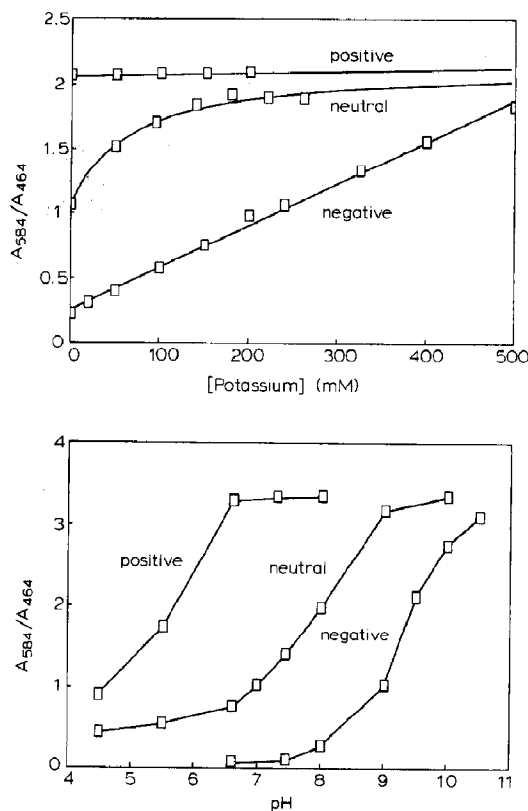 2.5
positive
2
neutral
1.5
A584/A464
1
negative
0.5
0
0 100 200 300 400 500
[Potassium] (mM)
4
3
positive
neutral
A584/A464
2
negative
1
0
4 5 6 7 8 9 10 11
pH